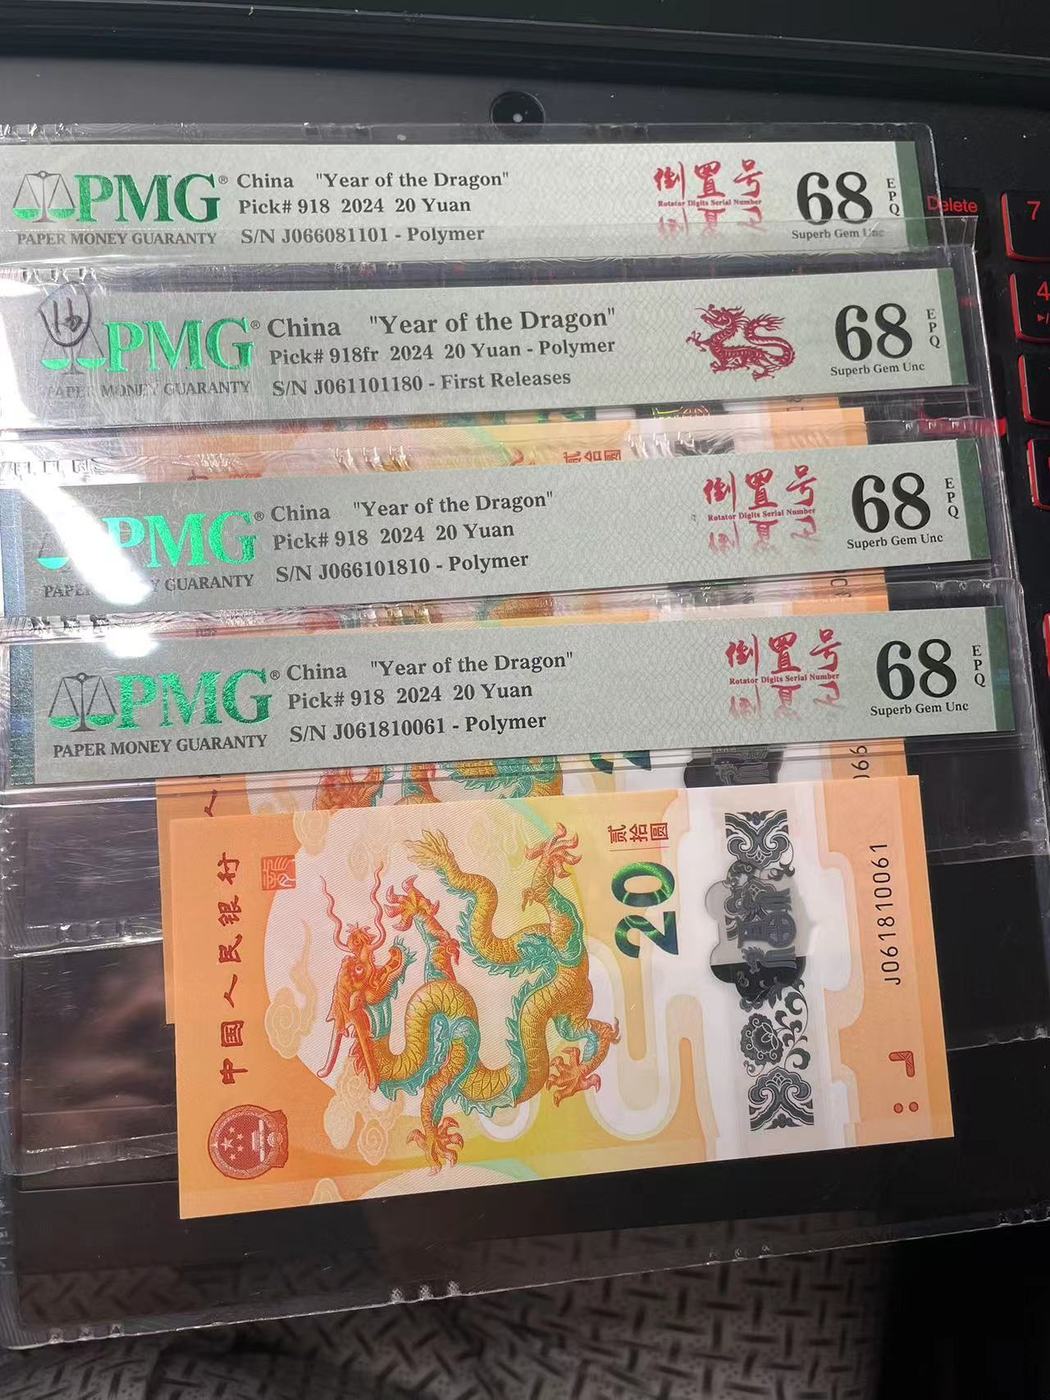 PMG®
PAPER MONEY GUARANTY
China "Year of the Dragon"
Pick# 918 2024 20 Yuan
S/N J066081101 - Polymer
倒置号
Rotator Digits Serial Number
68
EPQ
Superb Gem Unc
Delete
7
PMG®
PAPER MONEY GUARANTY
China "Year of the Dragon"
Pick# 918fr 2024 20 Yuan - Polymer
S/N J061101180 - First Releases
68
EPQ
Superb Gem Unc
4
贰拾圆
PMG®
PAPER MONEY GUARANTY
China "Year of the Dragon"
Pick# 918 2024 20 Yuan
S/N J066101810 - Polymer
倒置号
Rotator Digits Serial Number
68
EPQ
Superb Gem Unc
PMG®
PAPER MONEY GUARANTY
China "Year of the Dragon"
Pick# 918 2024 20 Yuan
S/N J061810061 - Polymer
倒置号
Rotator Digits Serial Number
68
EPQ
Superb Gem Unc
中国人民银行
贰拾圆
20
J061810061